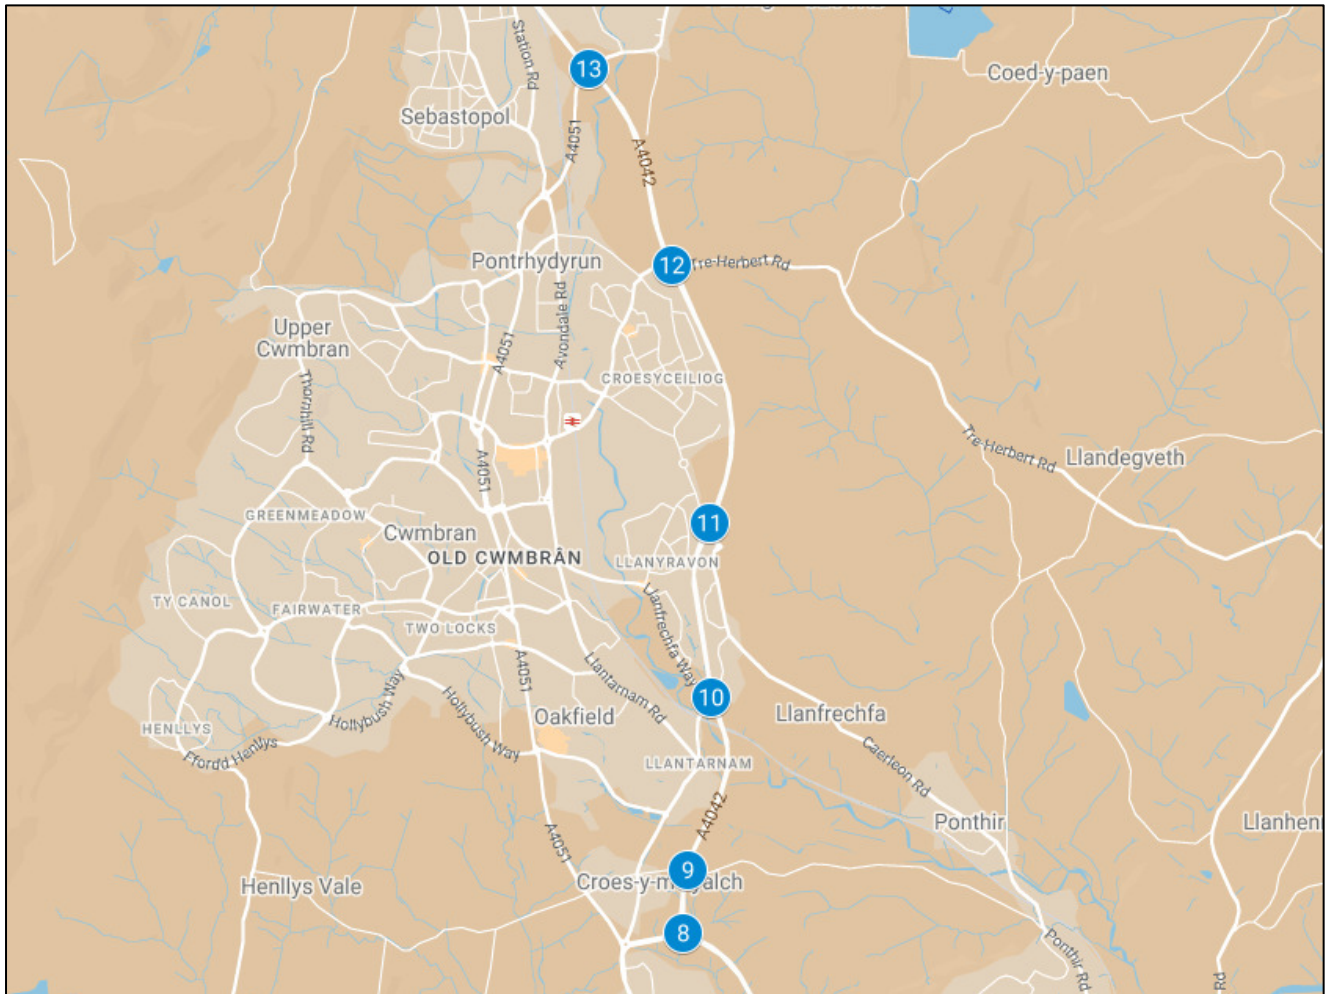 Station Rd
13
Coed-y-paen
Sebastopol
A4051
A4042
Pontrhydyrun
12
Tre-Herbert Rd
Avondale Rd
Upper
Cwmbran
A4051
CROESYCEILIOG
Thornhill Rd
Tre-Herbert Rd
Llandegveth
A4051
GREENMEADOW
Cwmbran
11
OLD CWMBRÂN
LLANYRAVON
TY CANOL
FAIRWATER
TWO LOCKS
Llanfrechfa Way
A4051
Llantarnam Rd
Hollybush Way
Hollybush Way
10
Oakfield
Llanfrechfa
HENLLYS
Ffordd Henllys
LLANTARNAM
Caerleon Rd
A4042
Ponthir
A4051
9
Henllys Vale
8
Ponthir Rd
Rd